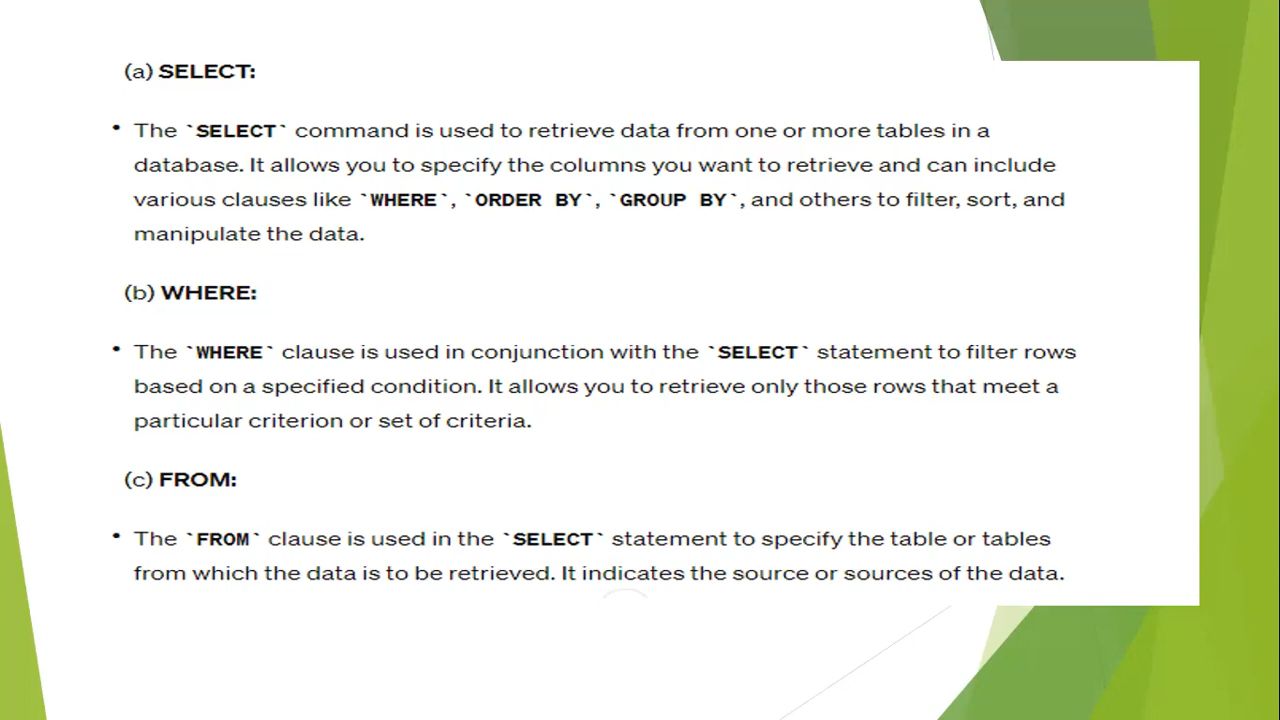 (a) SELECT:
• The `SELECT` command is used to retrieve data from one or more tables in a
database. It allows you to specify the columns you want to retrieve and can include
various clauses like `WHERE`, `ORDER BY`, `GROUP BY`, and others to filter, sort, and
manipulate the data.
(b) WHERE:
• The `WHERE` clause is used in conjunction with the `SELECT` statement to filter rows
based on a specified condition. It allows you to retrieve only those rows that meet a
particular criterion or set of criteria.
(c) FROM:
• The `FROM` clause is used in the `SELECT` statement to specify the table or tables
from which the data is to be retrieved. It indicates the source or sources of the data.